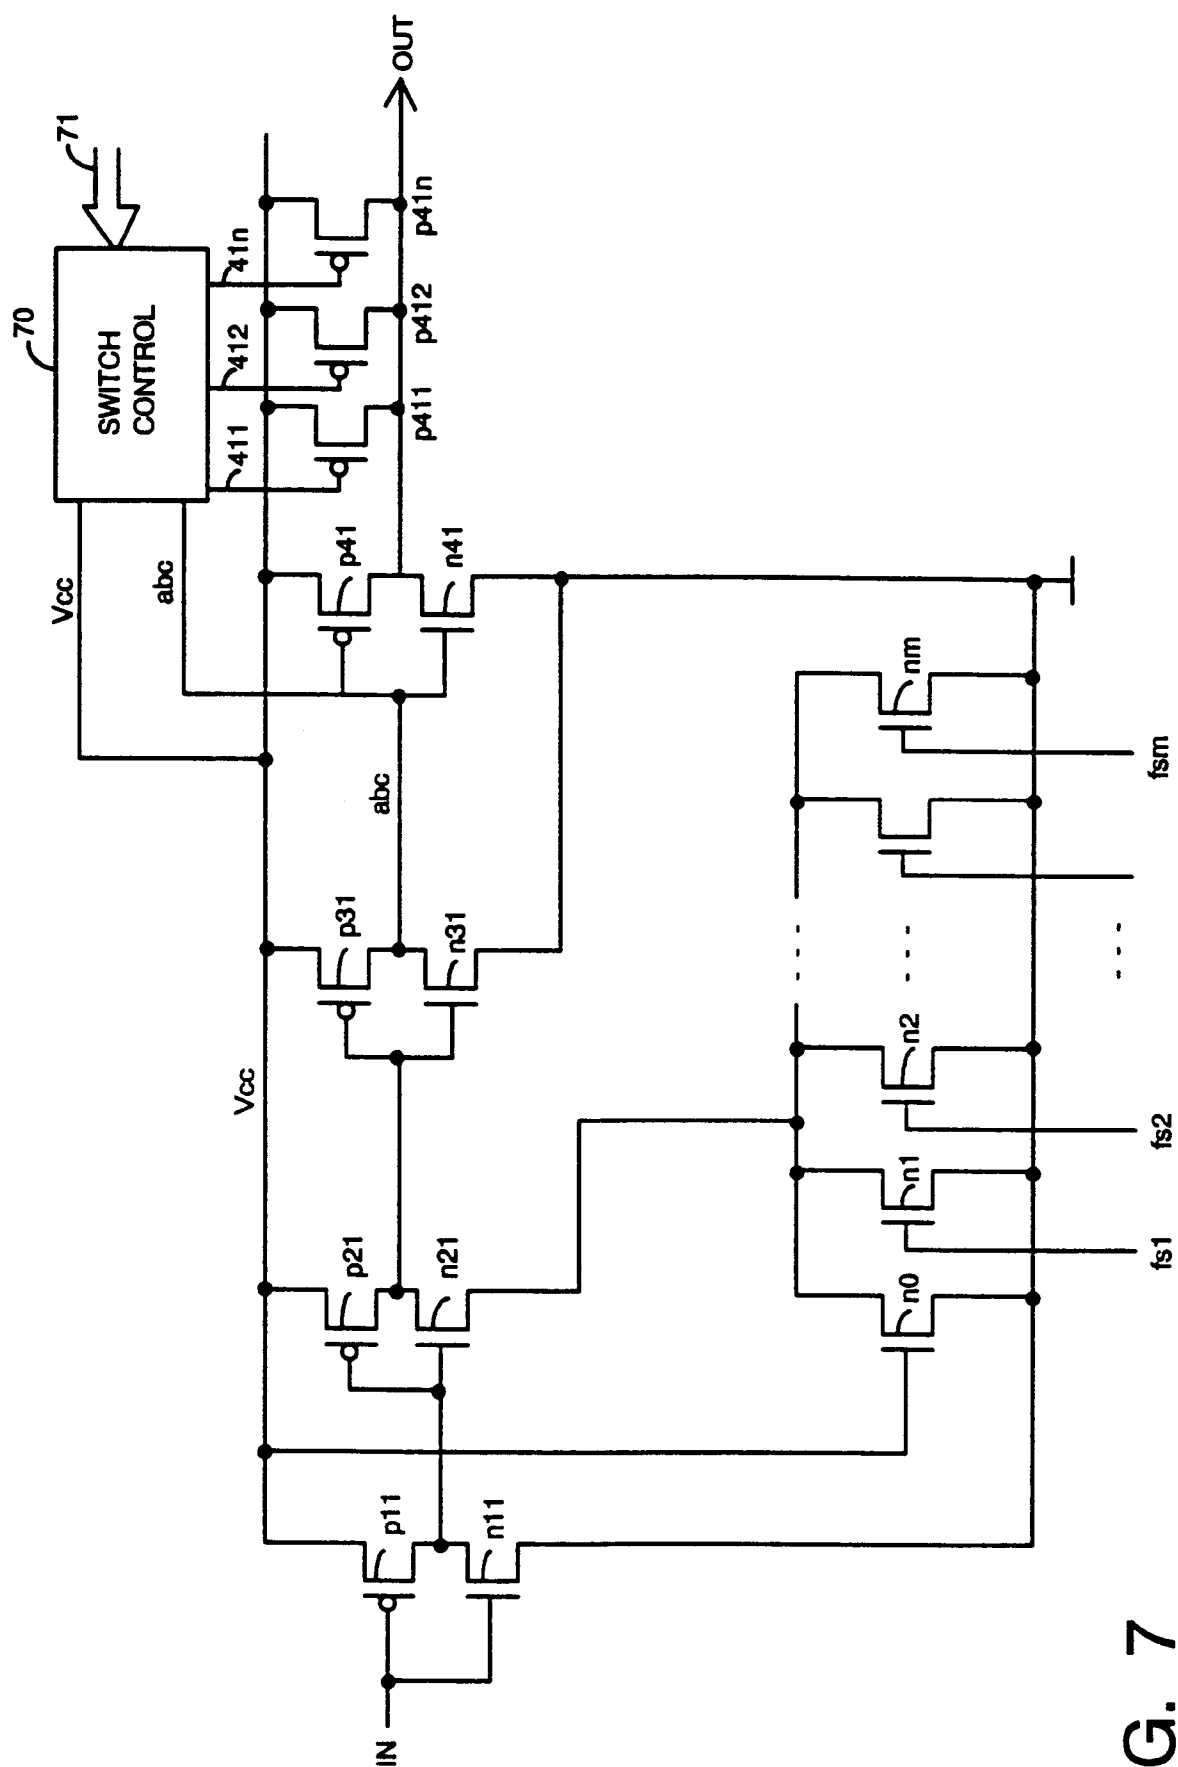 70
71
SWITCH
CONTROL
Vcc
abc
411
412
41n
OUT
Vcc
p411
p412
p41n
p41
n41
abc
p31
n31
p21
n21
p11
n11
IN
n0
n1
n2
nm
fs1
fs2
fsm
G. 7